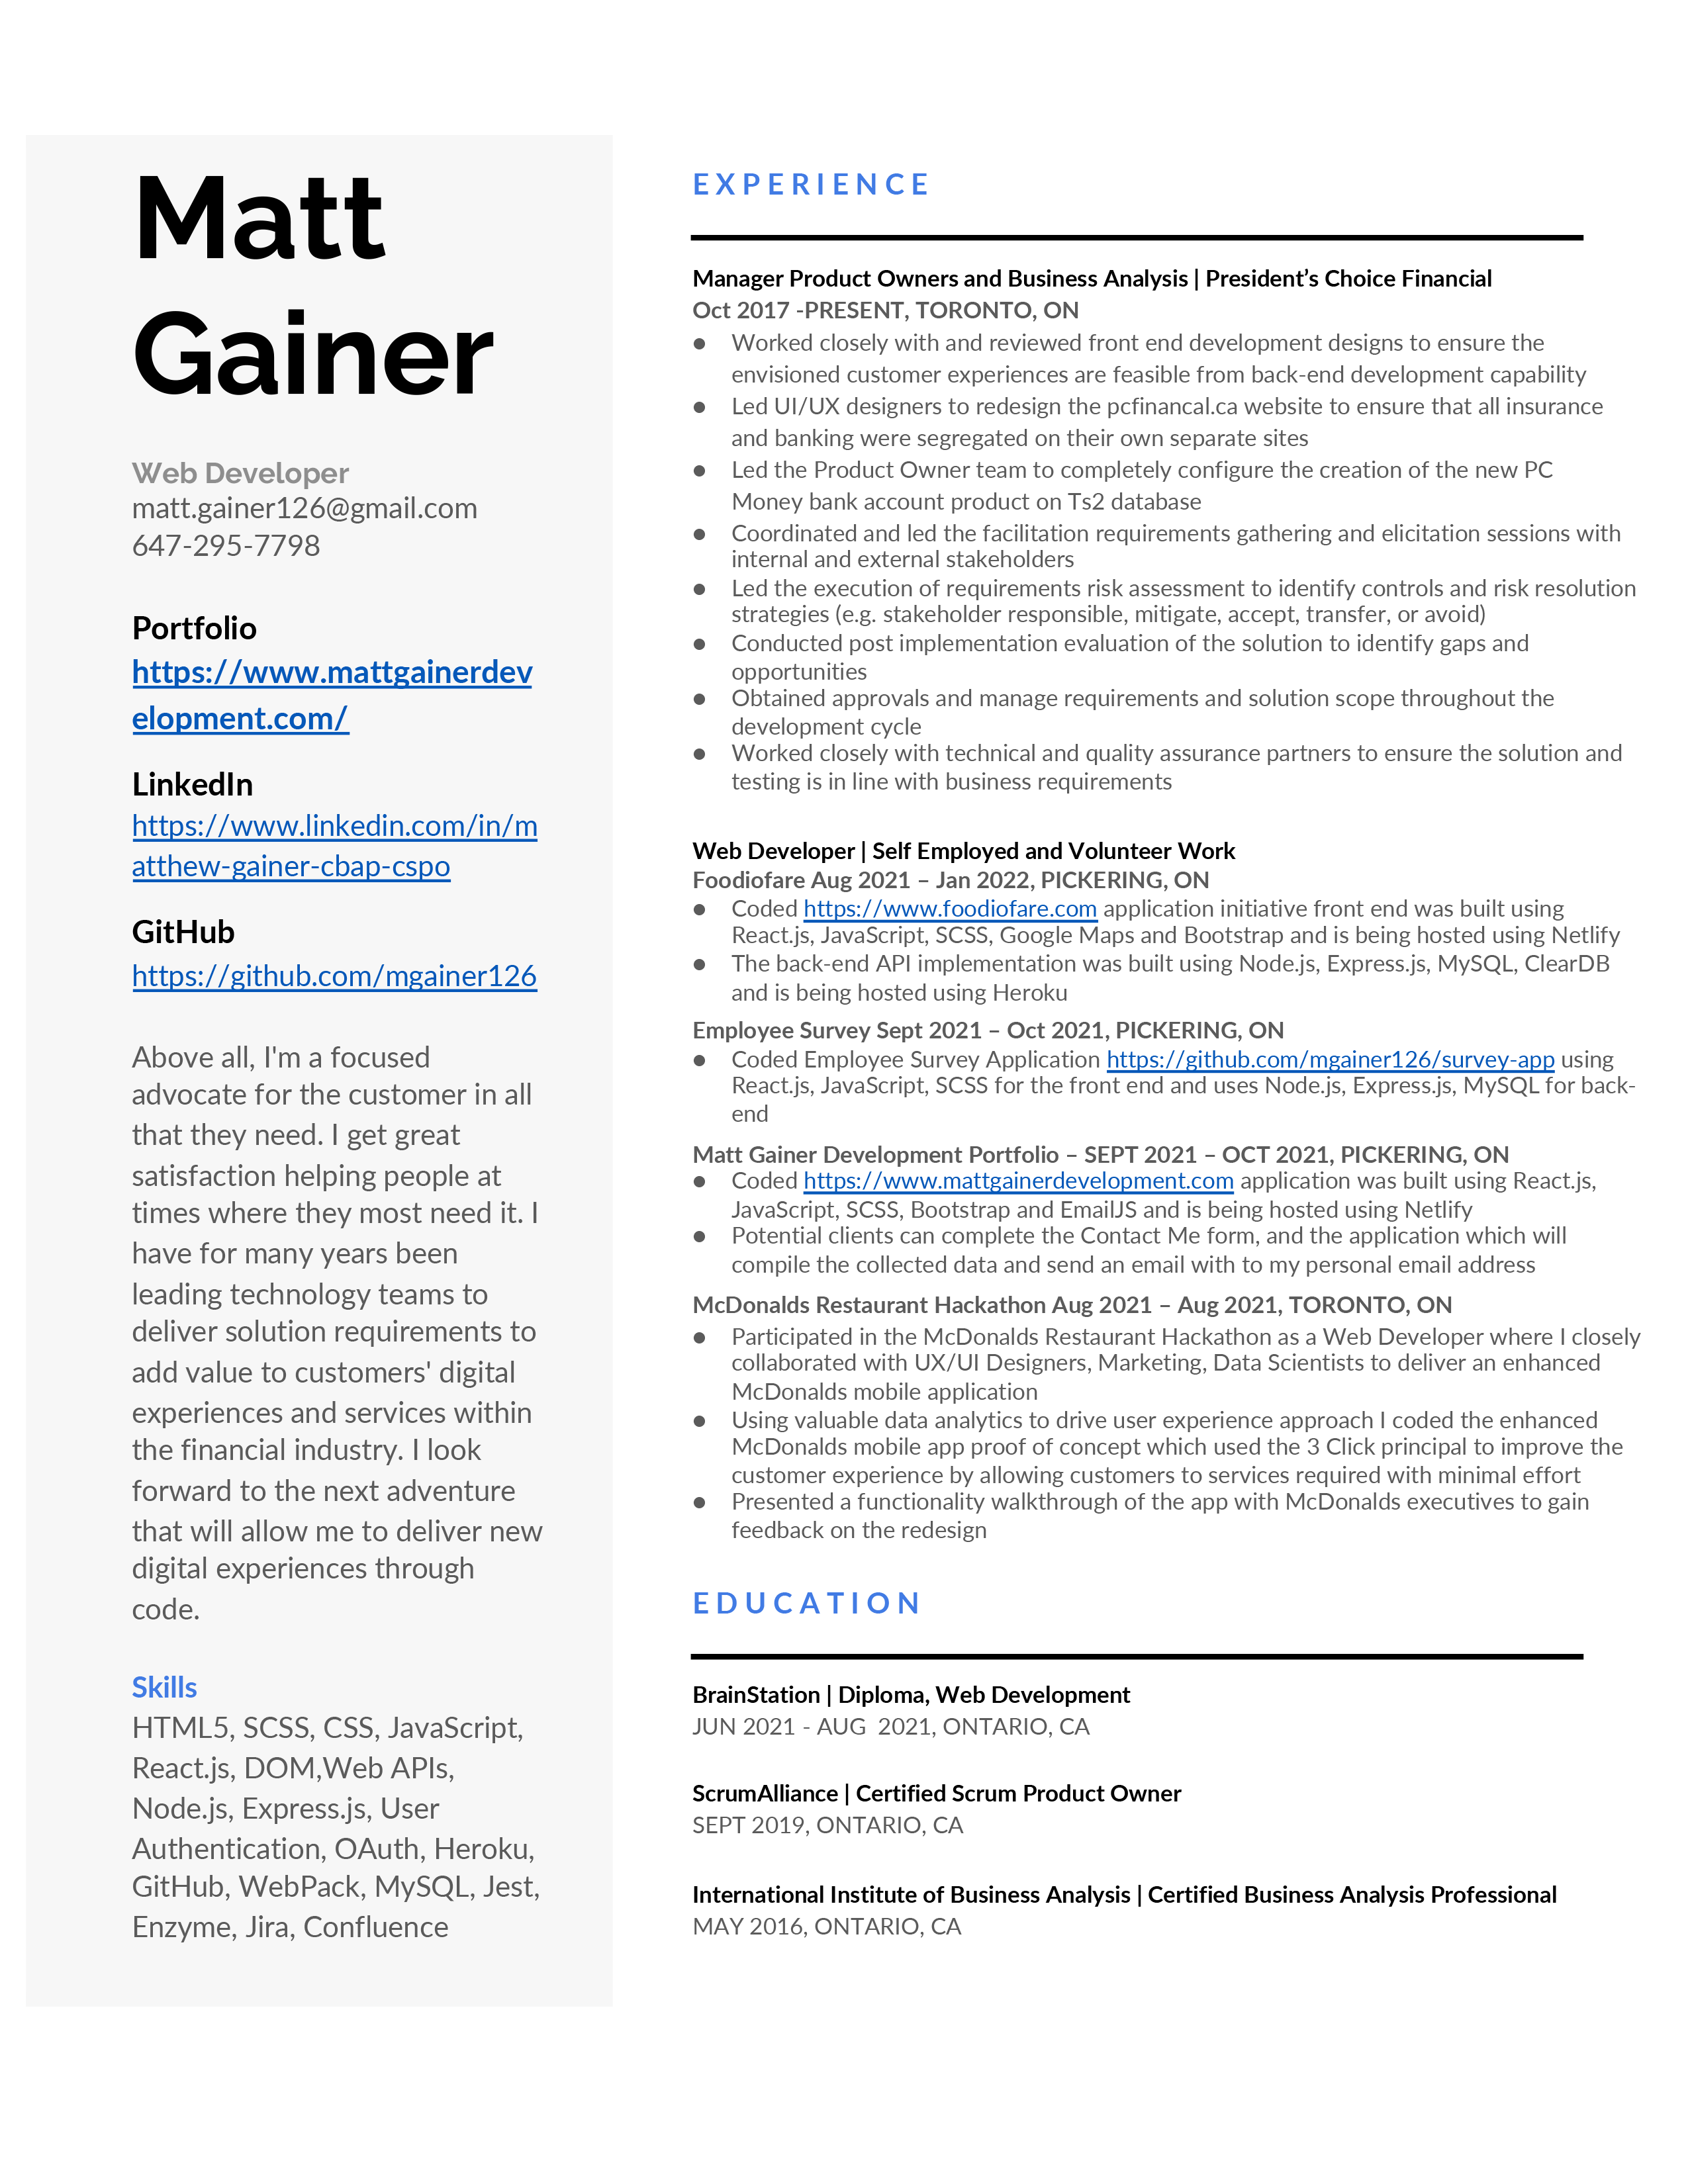 Matt
Gainer
Web Developer
matt.gainer126@gmail.com
647-295-7798
Portfolio
https://www.mattgainerdev
elopment.com/
LinkedIn
https://www.linkedin.com/in/m
atthew-gainer-cbap-cspo
GitHub
https://github.com/mgainer126
Above all, I'm a focused
advocate for the customer in all
that they need. I get great
satisfaction helping people at
times where they most need it. I
have for many years been
leading technology teams to
deliver solution requirements to
add value to customers' digital
experiences and services within
the financial industry. I look
forward to the next adventure
that will allow me to deliver new
digital experiences through
code.
Skills
HTML5, SCSS, CSS, JavaScript,
React.js, DOM,Web APIs,
Node.js, Express.js, User
Authentication, OAuth, Heroku,
GitHub, WebPack, MySQL, Jest,
Enzyme, Jira, Confluence
EXPERIENCE
Manager Product Owners and Business Analysis | President’s Choice Financial
Oct 2017 -PRESENT, TORONTO, ON
● Worked closely with and reviewed front end development designs to ensure the
envisioned customer experiences are feasible from back-end development capability
● Led UI/UX designers to redesign the pcfinancal.ca website to ensure that all insurance
and banking were segregated on their own separate sites
● Led the Product Owner team to completely configure the creation of the new PC
Money bank account product on Ts2 database
● Coordinated and led the facilitation requirements gathering and elicitation sessions with
internal and external stakeholders
● Led the execution of requirements risk assessment to identify controls and risk resolution
strategies (e.g. stakeholder responsible, mitigate, accept, transfer, or avoid)
● Conducted post implementation evaluation of the solution to identify gaps and
opportunities
● Obtained approvals and manage requirements and solution scope throughout the
development cycle
● Worked closely with technical and quality assurance partners to ensure the solution and
testing is in line with business requirements
Web Developer | Self Employed and Volunteer Work
Foodiofare Aug 2021 – Jan 2022, PICKERING, ON
● Coded https://www.foodiofare.com application initiative front end was built using
React.js, JavaScript, SCSS, Google Maps and Bootstrap and is being hosted using Netlify
● The back-end API implementation was built using Node.js, Express.js, MySQL, ClearDB
and is being hosted using Heroku
Employee Survey Sept 2021 – Oct 2021, PICKERING, ON
● Coded Employee Survey Application https://github.com/mgainer126/survey-app using
React.js, JavaScript, SCSS for the front end and uses Node.js, Express.js, MySQL for back-
end
Matt Gainer Development Portfolio – SEPT 2021 – OCT 2021, PICKERING, ON
● Coded https://www.mattgainerdevelopment.com application was built using React.js,
JavaScript, SCSS, Bootstrap and EmailJS and is being hosted using Netlify
● Potential clients can complete the Contact Me form, and the application which will
compile the collected data and send an email with to my personal email address
McDonalds Restaurant Hackathon Aug 2021 – Aug 2021, TORONTO, ON
● Participated in the McDonalds Restaurant Hackathon as a Web Developer where I closely
collaborated with UX/UI Designers, Marketing, Data Scientists to deliver an enhanced
McDonalds mobile application
● Using valuable data analytics to drive user experience approach I coded the enhanced
McDonalds mobile app proof of concept which used the 3 Click principal to improve the
customer experience by allowing customers to services required with minimal effort
● Presented a functionality walkthrough of the app with McDonalds executives to gain
feedback on the redesign
EDUCATION
BrainStation | Diploma, Web Development
JUN 2021 - AUG 2021, ONTARIO, CA
ScrumAlliance | Certified Scrum Product Owner
SEPT 2019, ONTARIO, CA
International Institute of Business Analysis | Certified Business Analysis Professional
MAY 2016, ONTARIO, CA